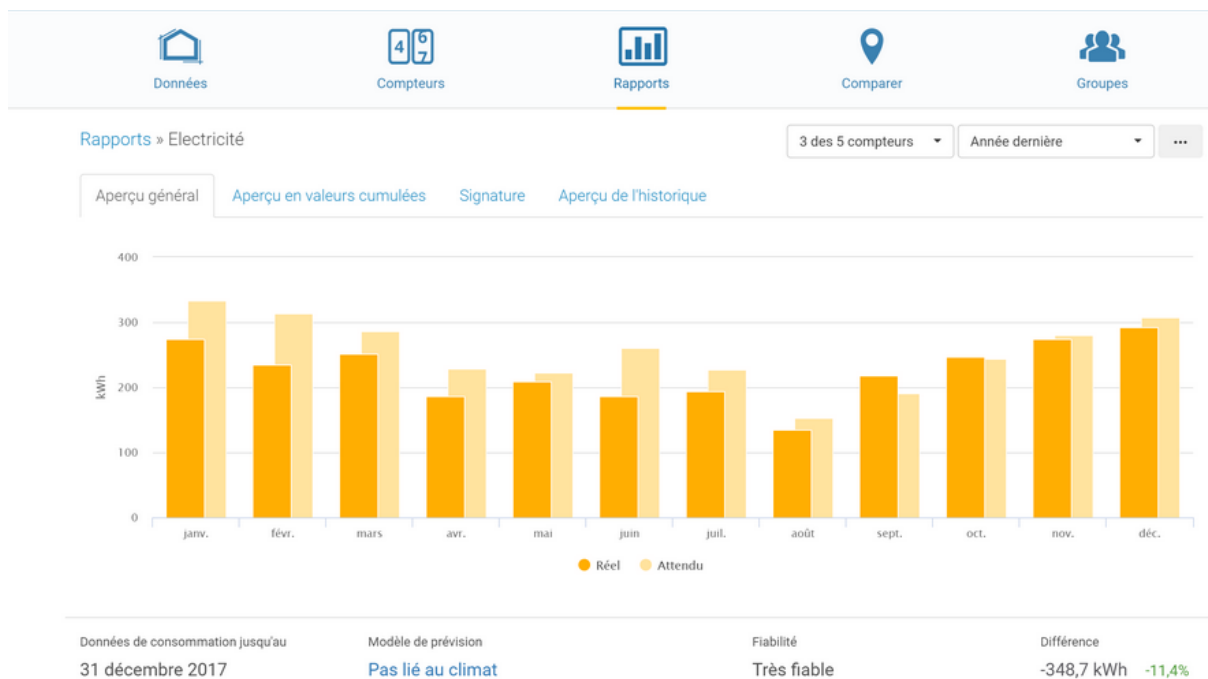 4 6 7
Données Compteurs Rapports Comparer Groupes
Rapports » Electricité 3 des 5 compteurs Année dernière ...
Aperçu général Aperçu en valeurs cumulées Signature Aperçu de l'historique
400
300
kWh
200
100
0
janv. févr. mars avr. mai juin juil. août sept. oct. nov. déc.
Réel Attendu
Données de consommation jusqu'au Modèle de prévision Fiabilité Différence
31 décembre 2017 Pas lié au climat Très fiable -348,7 kWh -11,4%